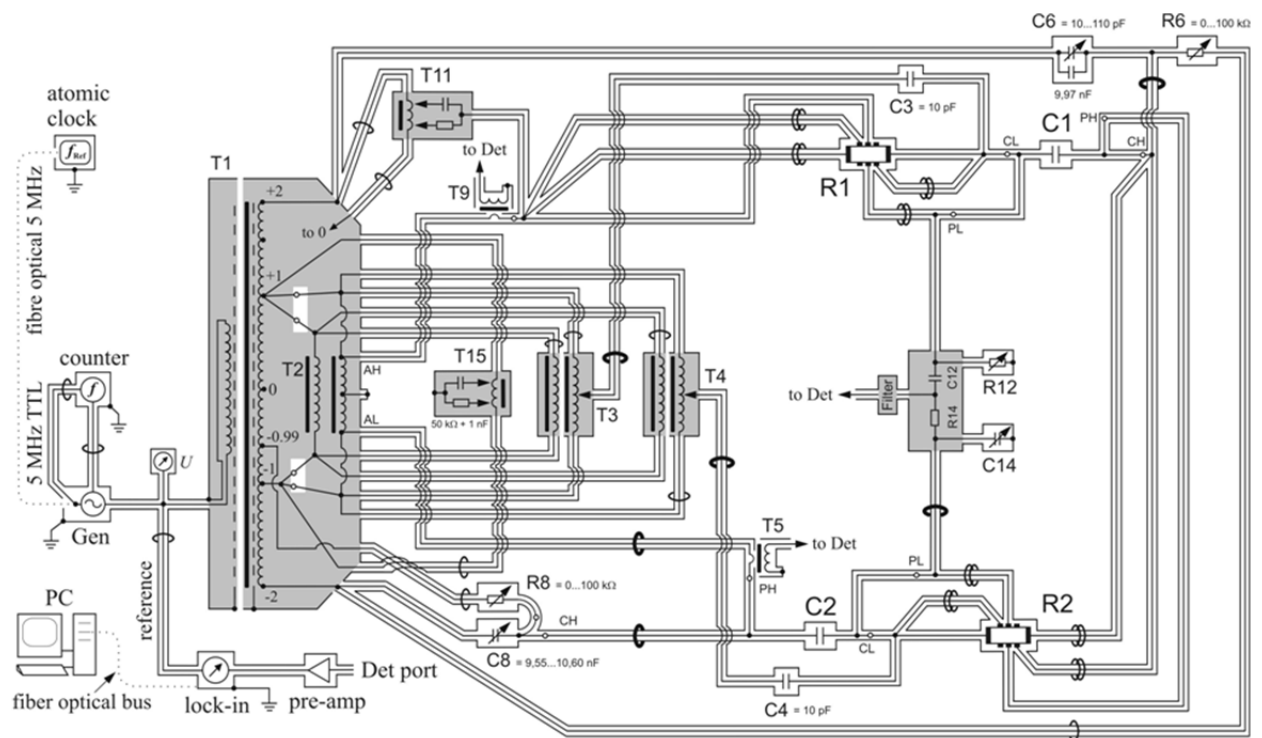 C6 = 10...110 pF
R6 = 0...100 kΩ
9,97 nF
T11
C3 = 10 pF
PH
C1
CL
CH
atomic
clock
fRef
T1
+2
to Det
T9
R1
to 0
PL
fibre optical 5 MHz
+1
counter
f
T2
AH
T15
T3
T4
to Det
Filter
C12
R12
0
AL
50 kΩ + 1 nF
R14
C14
5 MHz TTL
-0.99
U
-1
Gen
T5
to Det
PL
PH
reference
R8 = 0...100 kΩ
-2
PC
CH
C2
R2
CL
C8 = 9,55...10,60 nF
Det port
fiber optical bus
lock-in
pre-amp
C4 = 10 pF